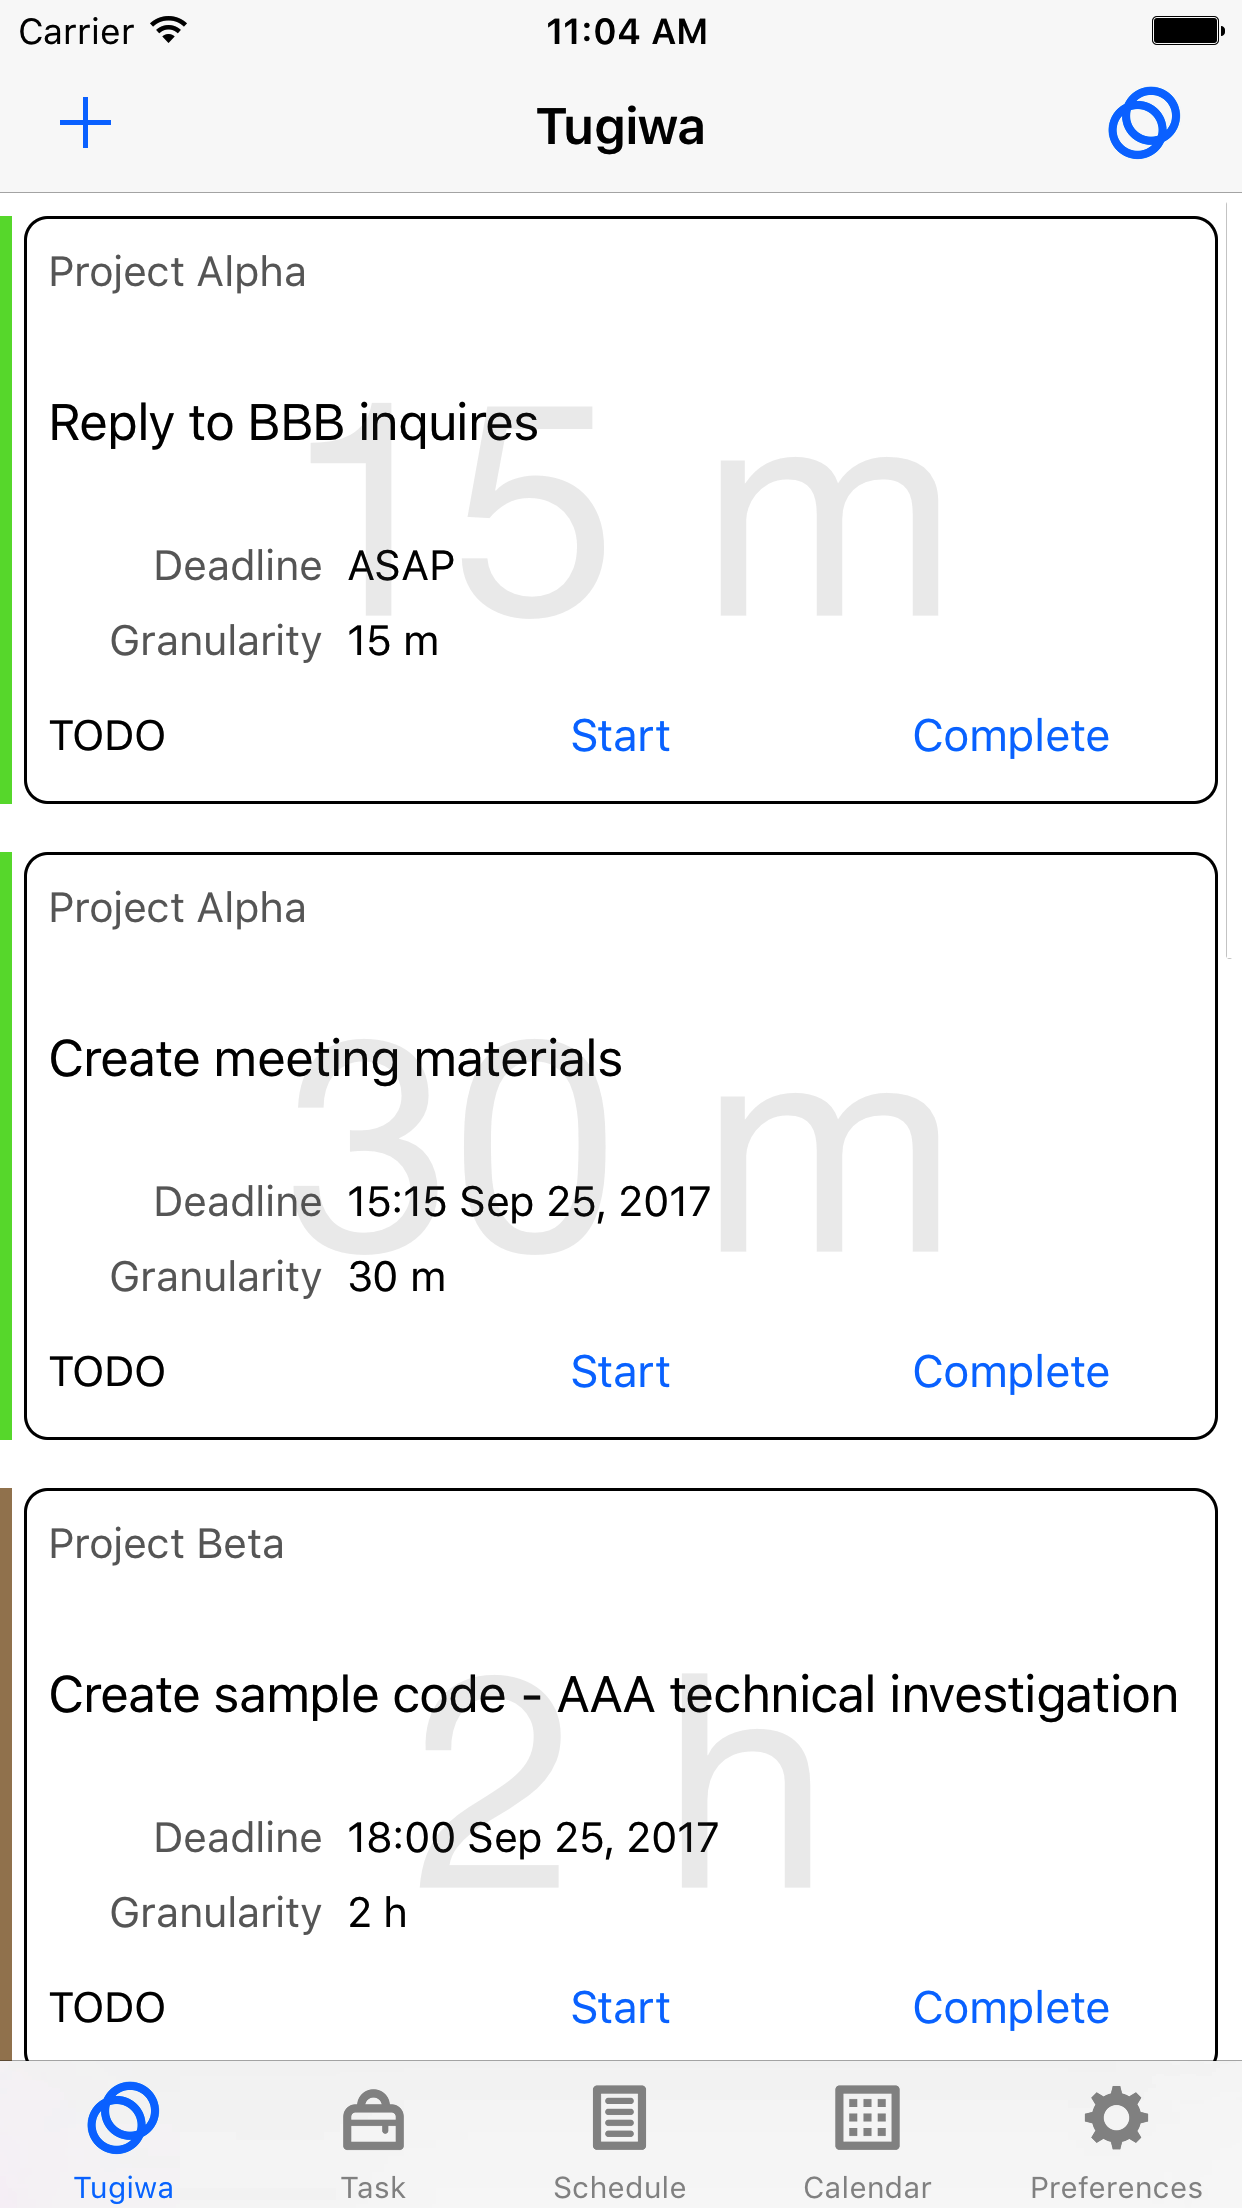 Carrier 11:04 AM
Tugiwa
Project Alpha
Reply to BBB inquires
15 m
Deadline ASAP
Granularity 15 m
TODO Start Complete
Project Alpha
Create meeting materials
30 m
Deadline 15:15 Sep 25, 2017
Granularity 30 m
TODO Start Complete
Project Beta
Create sample code - AAA technical investigation
2 h
Deadline 18:00 Sep 25, 2017
Granularity 2 h
TODO Start Complete
Tugiwa Task Schedule Calendar Preferences